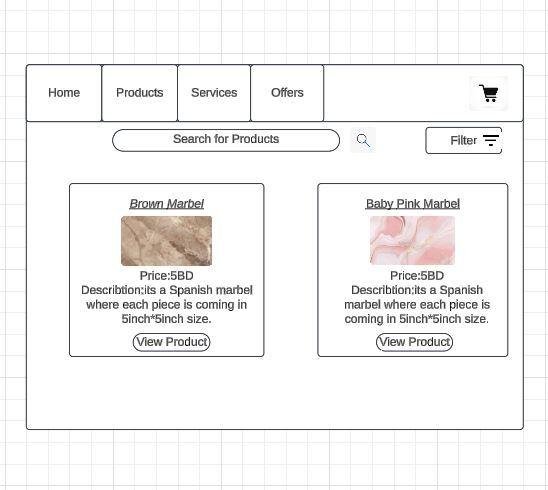 Home
Products
Services
Offers
Search for Products
Filter
Brown Marbel
Price:5BD
Describtion;its a Spanish marbel
where each piece is coming in
5inch*5inch size.
View Product
Baby Pink Marbel
Price:5BD
Describtion;its a Spanish
marbel where each piece is
coming in 5inch*5inch size.
View Product